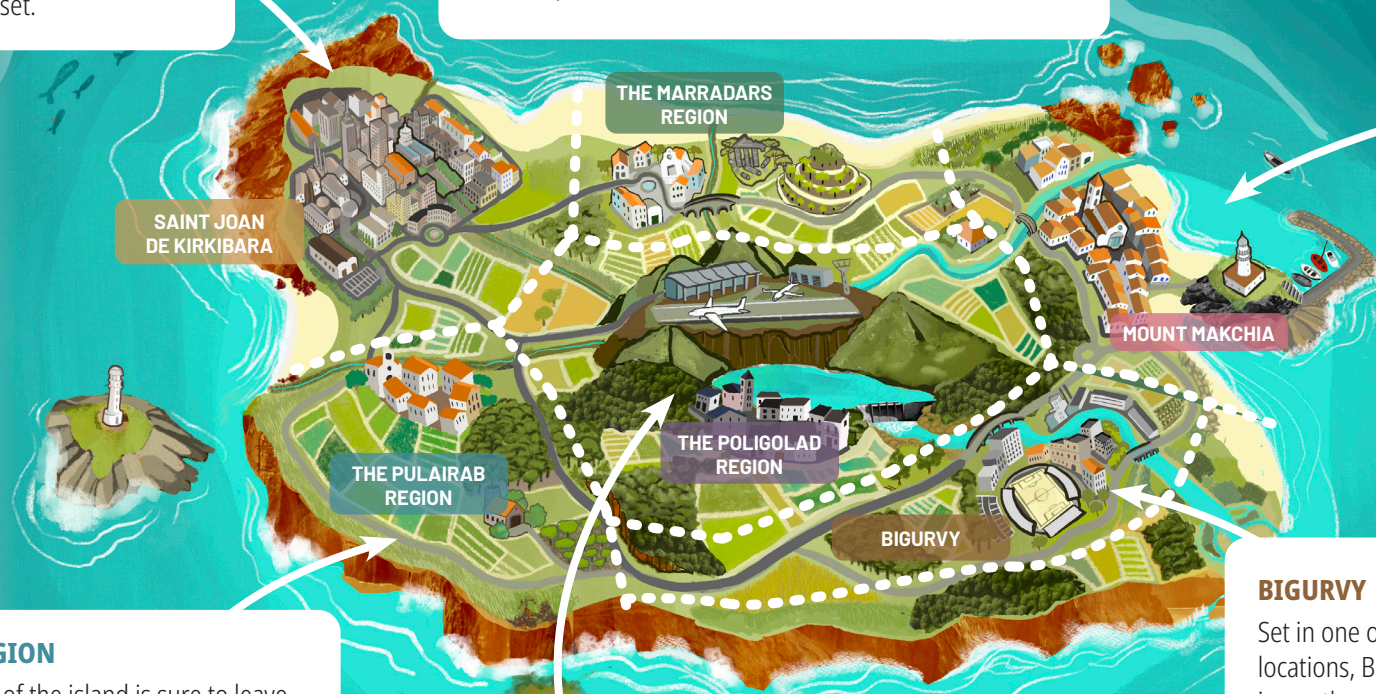 set.
THE MARRADARS
REGION
SAINT JOAN
DE KIRKIBARA
MOUNT MAKCHIA
THE POLIGOLAD
REGION
THE PULAIRAB
REGION
BIGURVY
BIGURVY
Set in one o
locations, B
GION
of the island is sure to leave